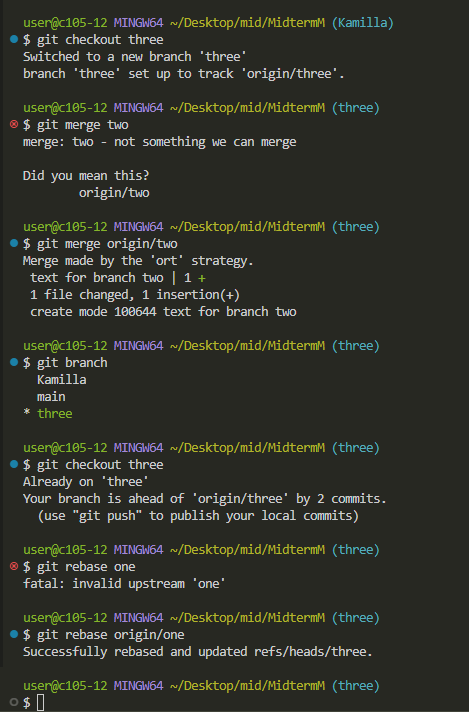 user@c105-12 MINGW64 ~/Desktop/mid/MidtermM (Kamilla)
$ git checkout three
Switched to a new branch 'three'
branch 'three' set up to track 'origin/three'.
user@c105-12 MINGW64 ~/Desktop/mid/MidtermM (three)
$ git merge two
merge: two - not something we can merge
Did you mean this?
origin/two
user@c105-12 MINGW64 ~/Desktop/mid/MidtermM (three)
$ git merge origin/two
Merge made by the 'ort' strategy.
text for branch two | 1 +
1 file changed, 1 insertion(+)
create mode 100644 text for branch two
user@c105-12 MINGW64 ~/Desktop/mid/MidtermM (three)
$ git branch
Kamilla
main
* three
user@c105-12 MINGW64 ~/Desktop/mid/MidtermM (three)
$ git checkout three
Already on 'three'
Your branch is ahead of 'origin/three' by 2 commits.
(use "git push" to publish your local commits)
user@c105-12 MINGW64 ~/Desktop/mid/MidtermM (three)
$ git rebase one
fatal: invalid upstream 'one'
user@c105-12 MINGW64 ~/Desktop/mid/MidtermM (three)
$ git rebase origin/one
Successfully rebased and updated refs/heads/three.
user@c105-12 MINGW64 ~/Desktop/mid/MidtermM (three)
$